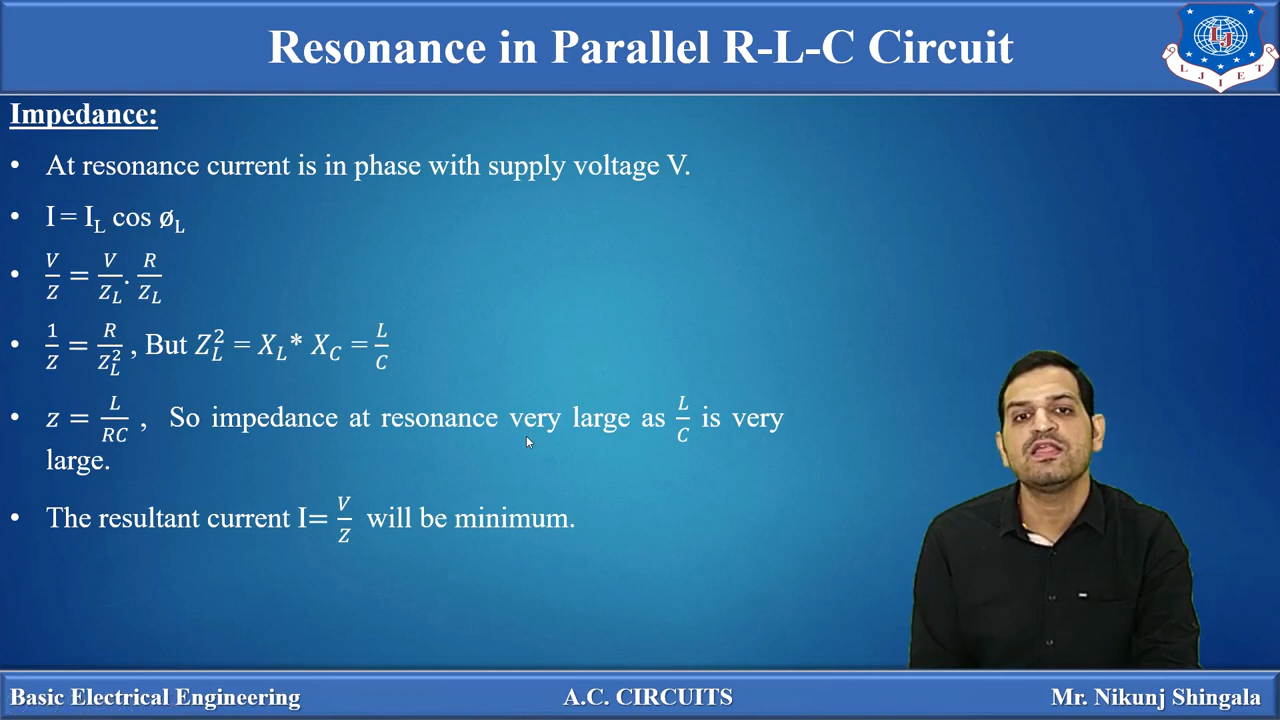 Resonance in Parallel R-L-C Circuit
L J I E T
Impedance:
• At resonance current is in phase with supply voltage V.
• I = I_L cos ø_L
• V/Z = V/Z_L . R/Z_L
• 1/Z = R/Z_L^2 , But Z_L^2 = X_L* X_C = L/C
• z = L/RC , So impedance at resonance very large as L/C is very
large.
• The resultant current I= V/Z will be minimum.
Basic Electrical Engineering
A.C. CIRCUITS
Mr. Nikunj Shingala